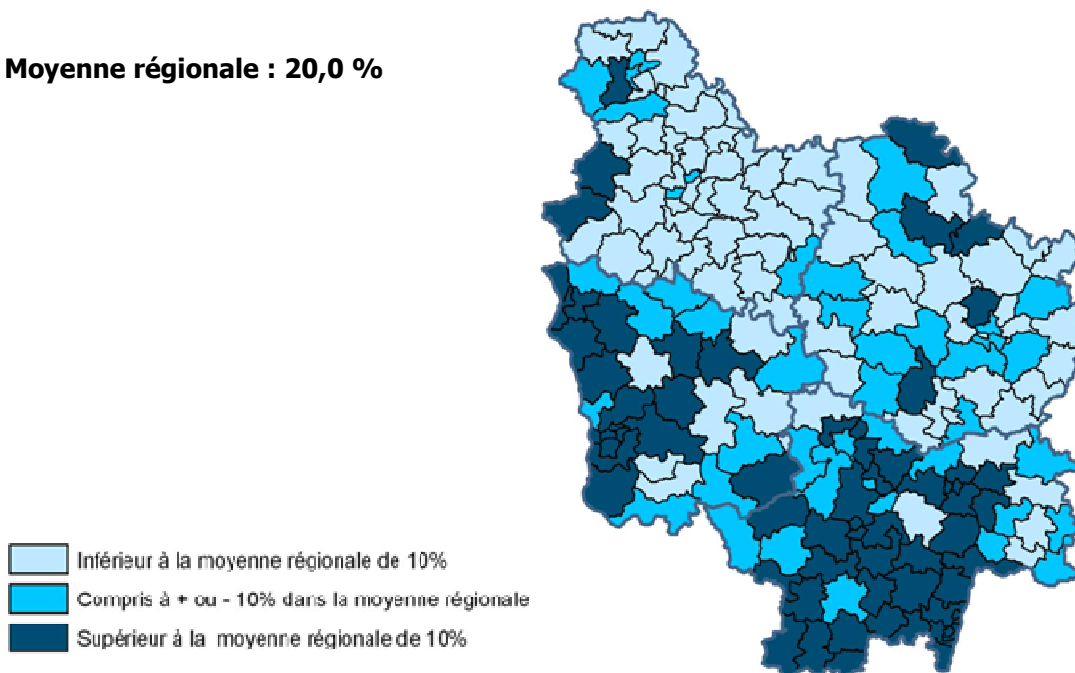 Moyenne régionale : 20,0 %
Inférieur à la moyenne régionale de 10%
Compris à + ou - 10% dans la moyenne régionale
Supérieur à la moyenne régionale de 10%